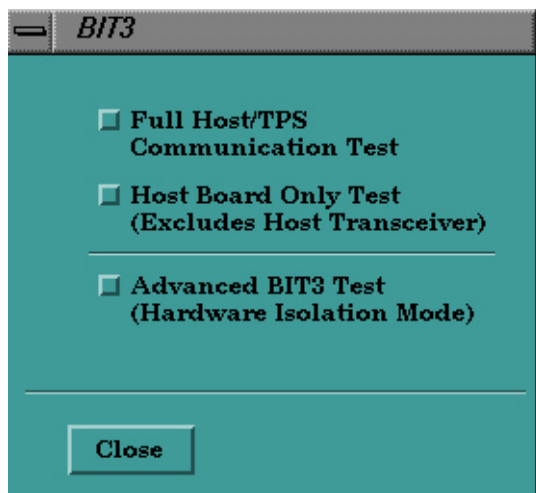 BIT3
Full Host/TPS
Communication Test
Host Board Only Test
(Excludes Host Transceiver)
Advanced BIT3 Test
(Hardware Isolation Mode)
Close